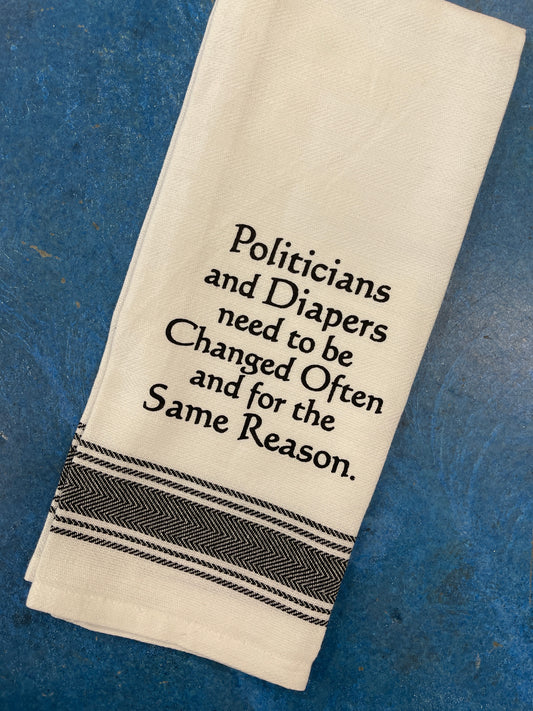 Politicians
and Diapers
need to be
Changed Often
and for the
Same Reason.